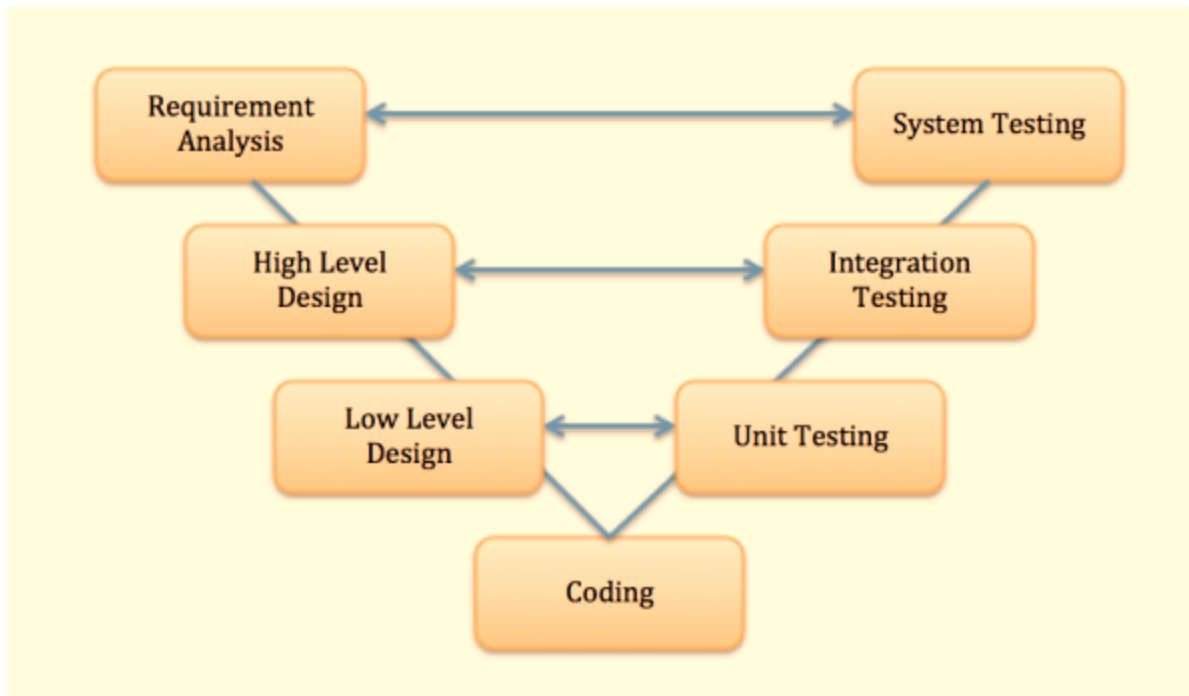 Requirement
Analysis
System Testing
High Level
Design
Integration
Testing
Low Level
Design
Unit Testing
Coding